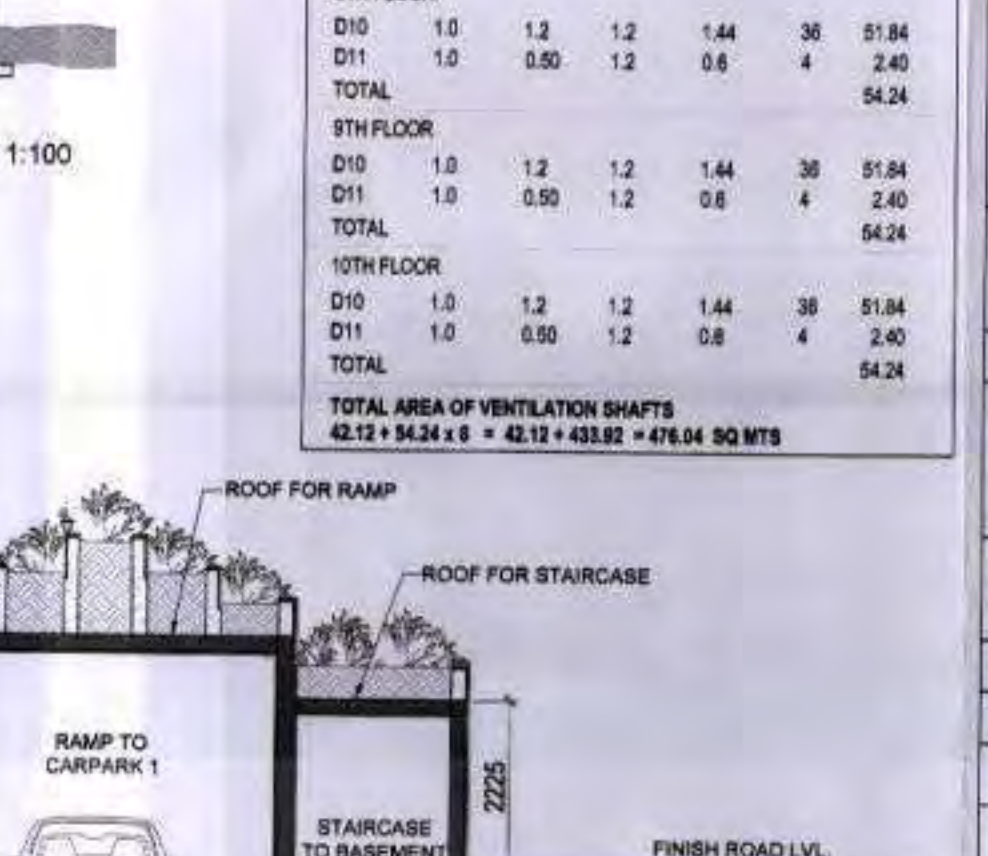 D10 1.0 1.2 1.2 1.44 36 51.84
D11 1.0 0.50 1.2 0.6 4 2.40
TOTAL 54.24
9TH FLOOR
D10 1.0 1.2 1.2 1.44 36 51.84
D11 1.0 0.50 1.2 0.6 4 2.40
TOTAL 54.24
10TH FLOOR
D10 1.0 1.2 1.2 1.44 36 51.84
D11 1.0 0.50 1.2 0.6 4 2.40
TOTAL 54.24
TOTAL AREA OF VENTILATION SHAFTS
42.12 + 54.24 x 8 = 42.12 + 433.92 = 476.04 SQ MTS
1:100
ROOF FOR RAMP
ROOF FOR STAIRCASE
RAMP TO
CARPARK 1
2225
STAIRCASE
TO BASEMENT
FINISH ROAD LVL.